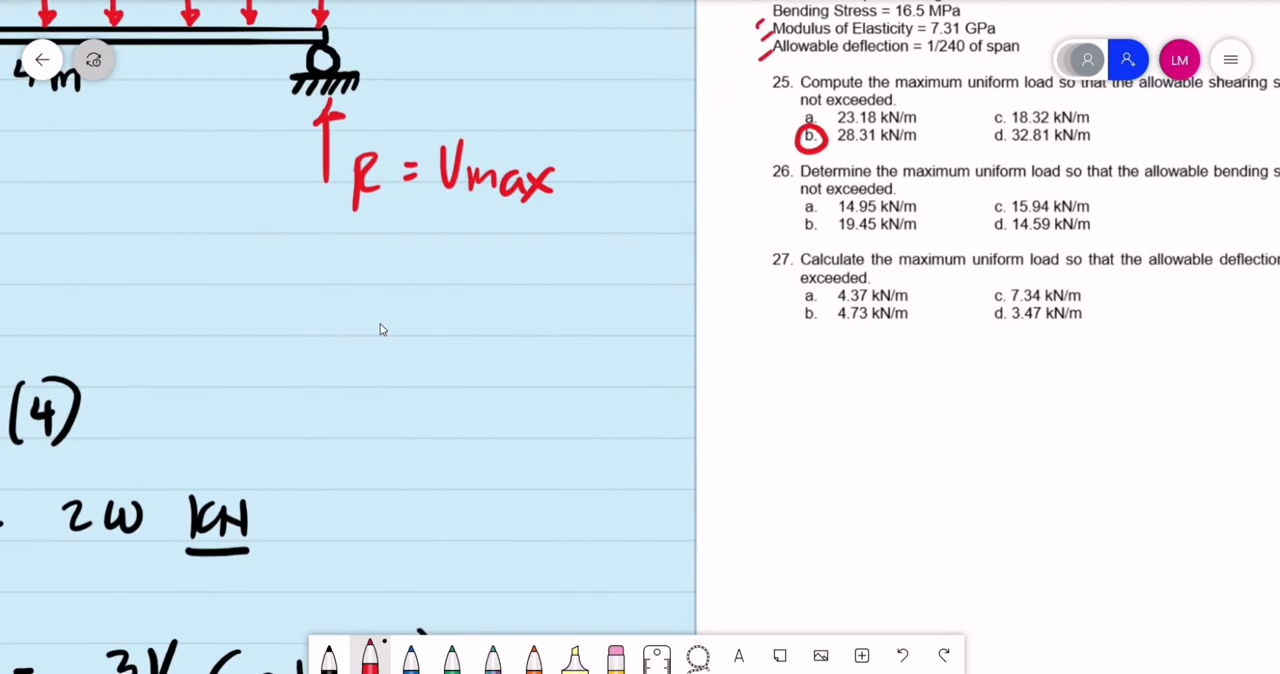 4 m
R = Vmax
(4)
2w KN
= 3V
Bending Stress = 16.5 MPa
Modulus of Elasticity = 7.31 GPa
Allowable deflection = 1/240 of span
LM
25. Compute the maximum uniform load so that the allowable shearing s
not exceeded.
a. 23.18 kN/m c. 18.32 kN/m
b. 28.31 kN/m d. 32.81 kN/m
26. Determine the maximum uniform load so that the allowable bending s
not exceeded.
a. 14.95 kN/m c. 15.94 kN/m
b. 19.45 kN/m d. 14.59 kN/m
27. Calculate the maximum uniform load so that the allowable deflection
exceeded.
a. 4.37 kN/m c. 7.34 kN/m
b. 4.73 kN/m d. 3.47 kN/m
A